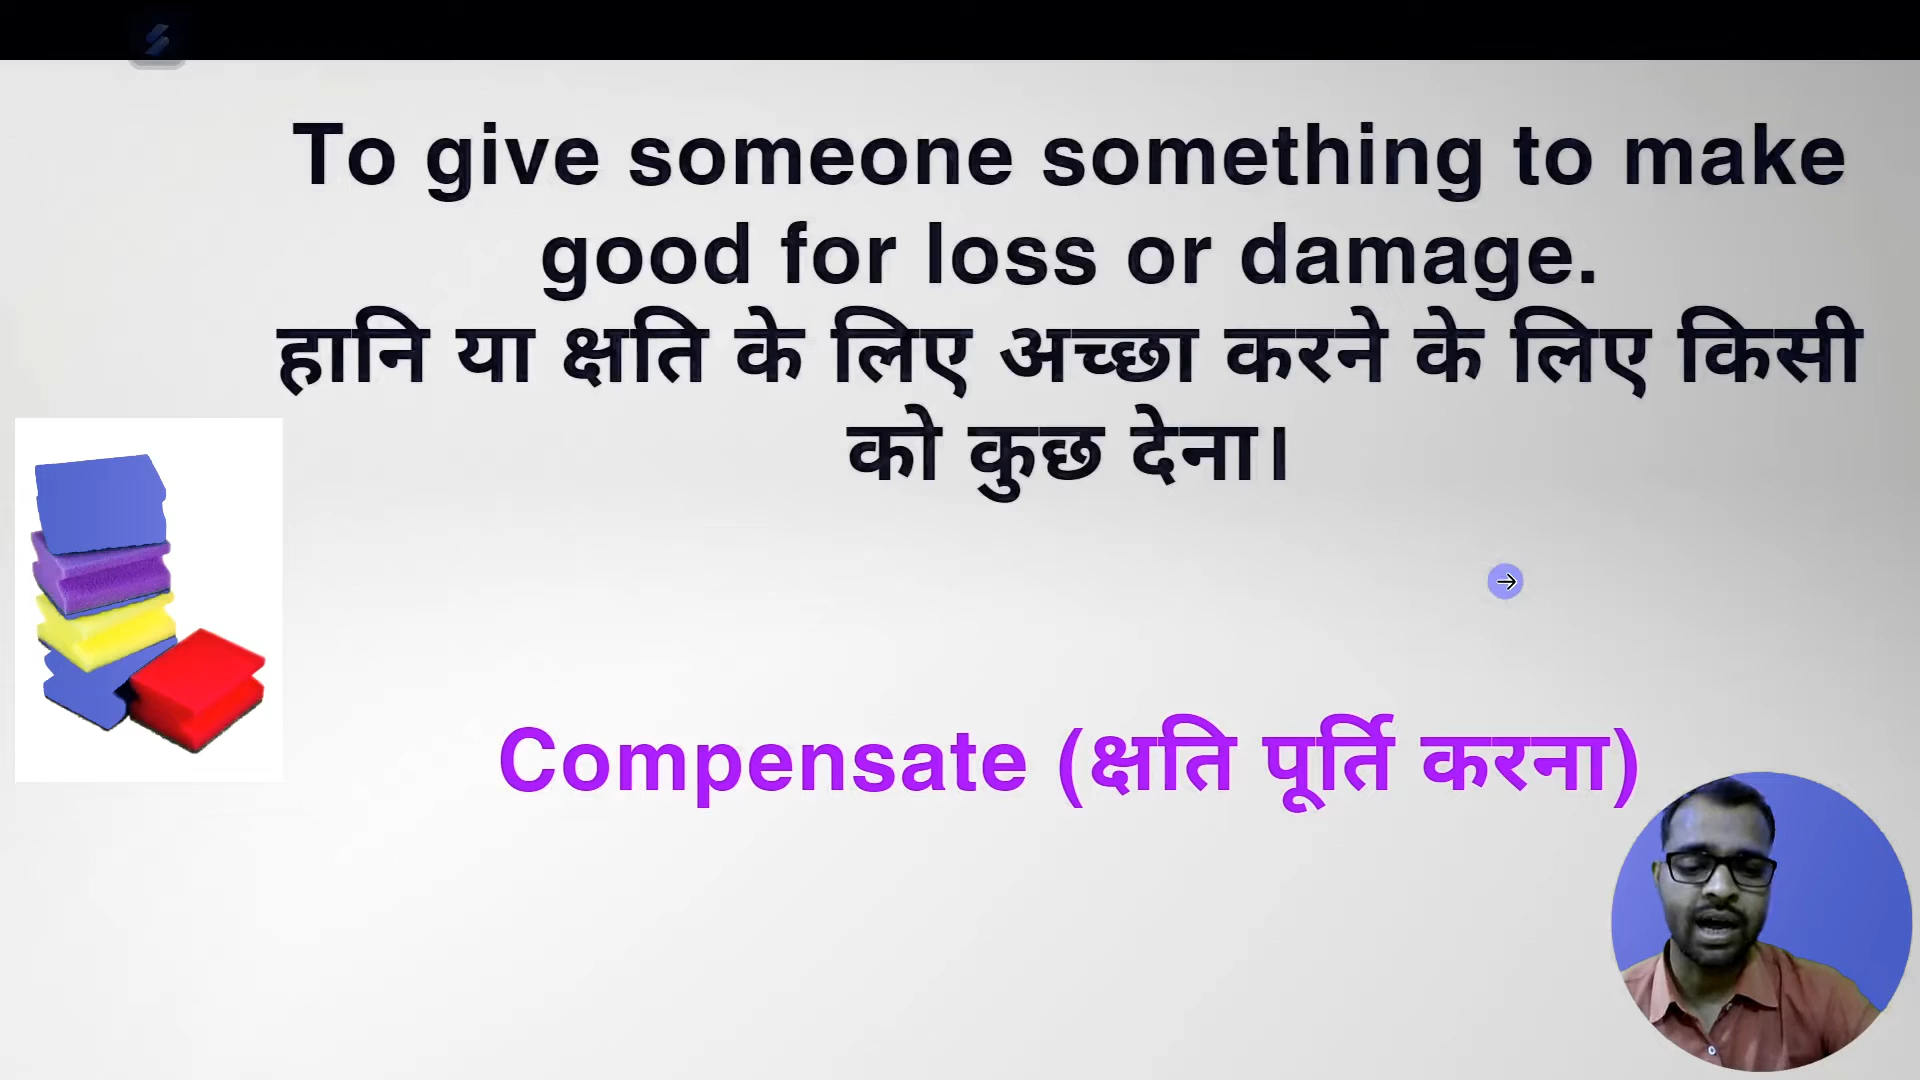 To give someone something to make
good for loss or damage.
हानि या क्षति के लिए अच्छा करने के लिए किसी
को कुछ देना।
Compensate (क्षति पूर्ति करना)